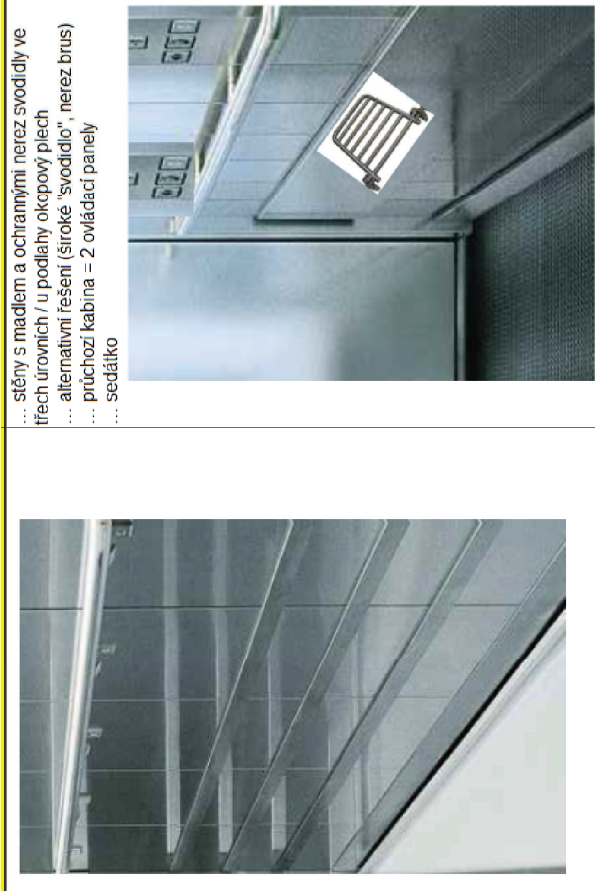 ... stěny s madlem a ochrannými nerez svodidly ve
třech úrovních / u podlahy okopový plech
... alternativní řešení (široké "svodidlo", nerez brus)
... průchozí kabina = 2 ovládací panely
... sedátko